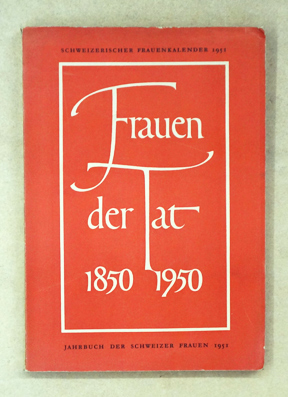 SCHWEIZERISCHER FRAUENKALENDER 1951
Frauen
der Tat
1850 1950
JAHRBUCH DER SCHWEIZER FRAUEN 1951